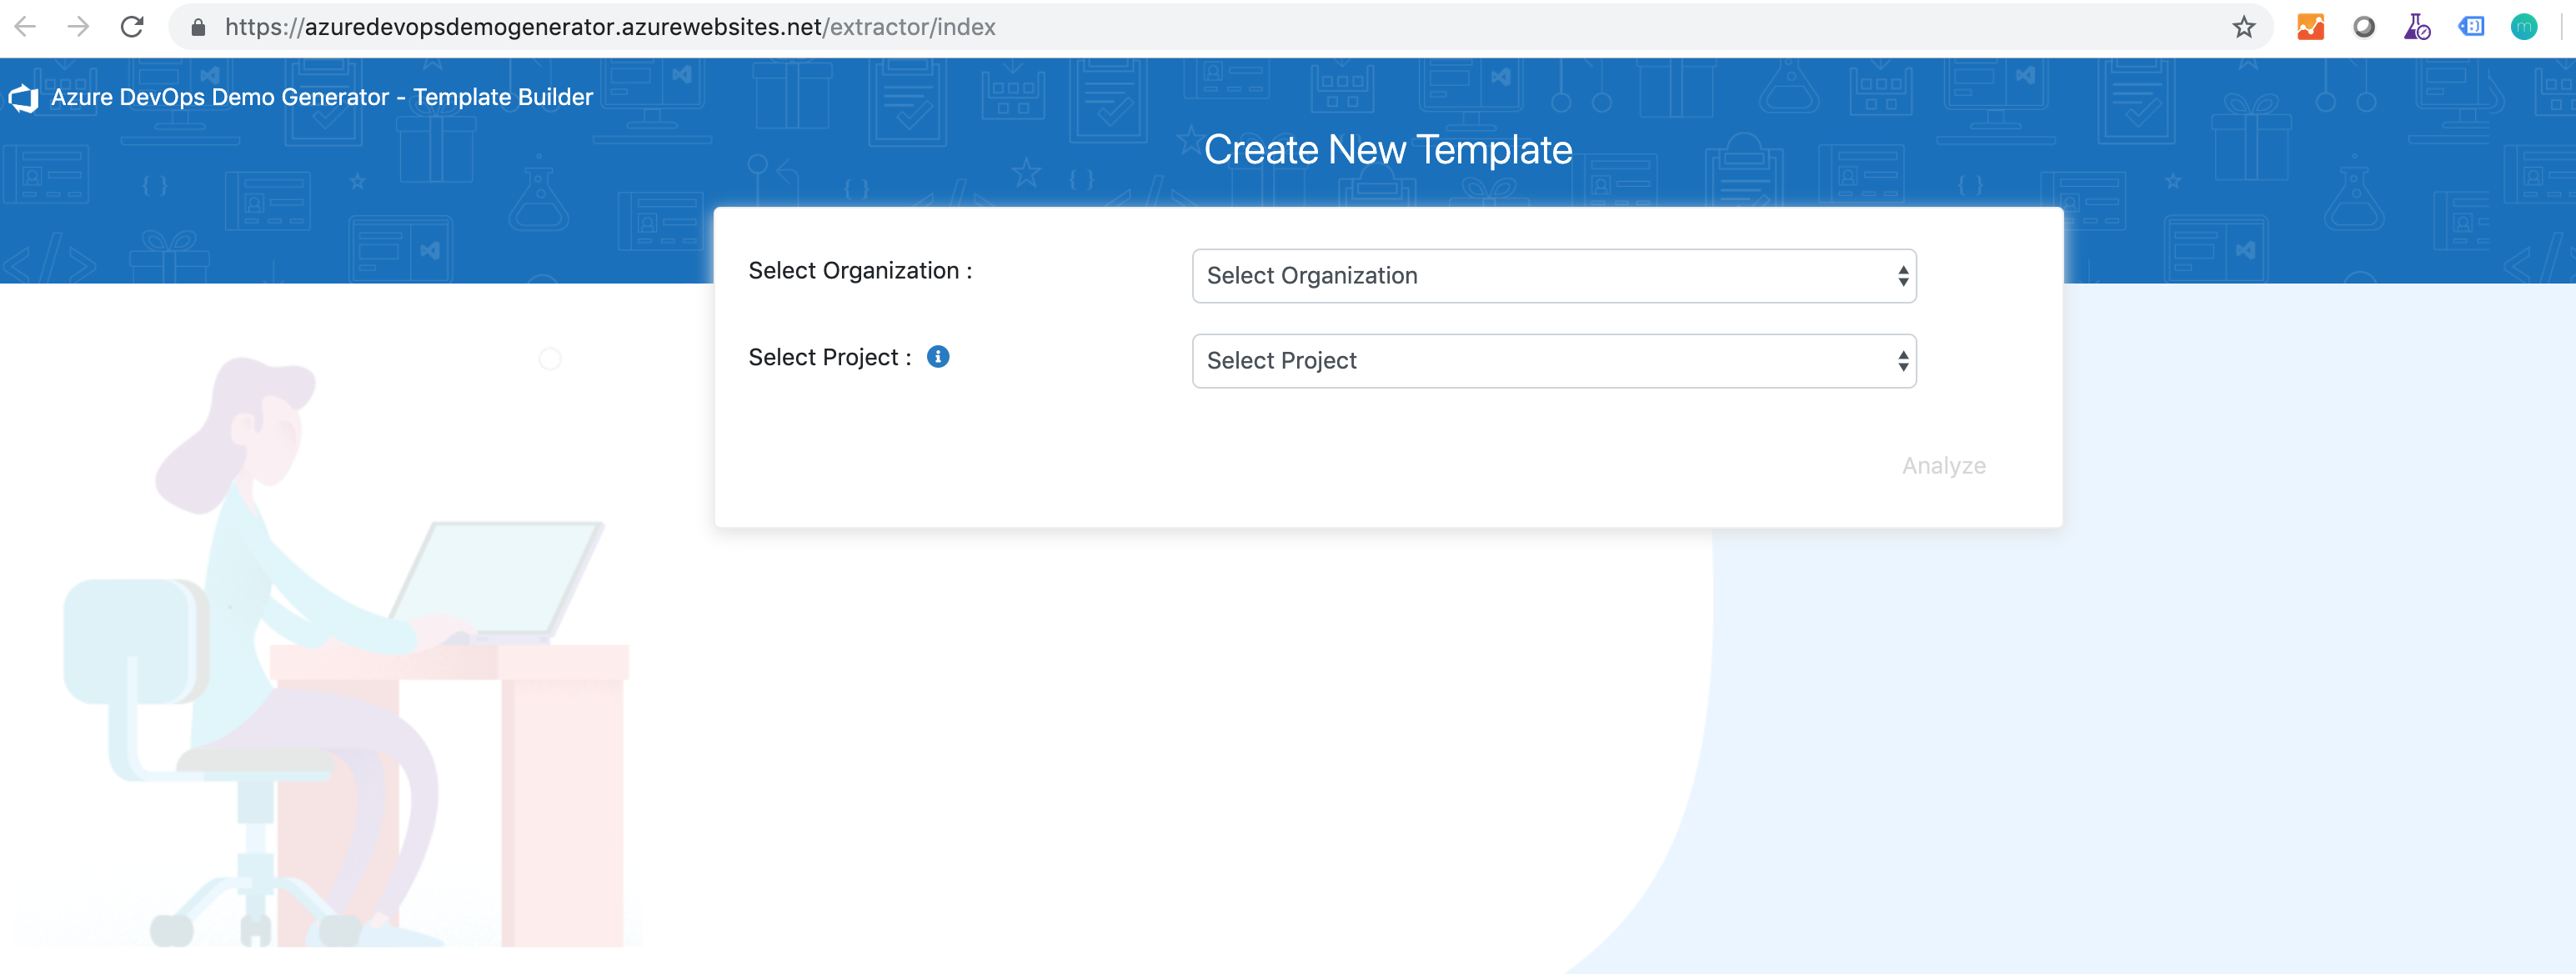 https://azuredevopsdemogenerator.azurewebsites.net/extractor/index
Azure DevOps Demo Generator - Template Builder
Create New Template
Select Organization :
Select Organization
Select Project :
Select Project
Analyze